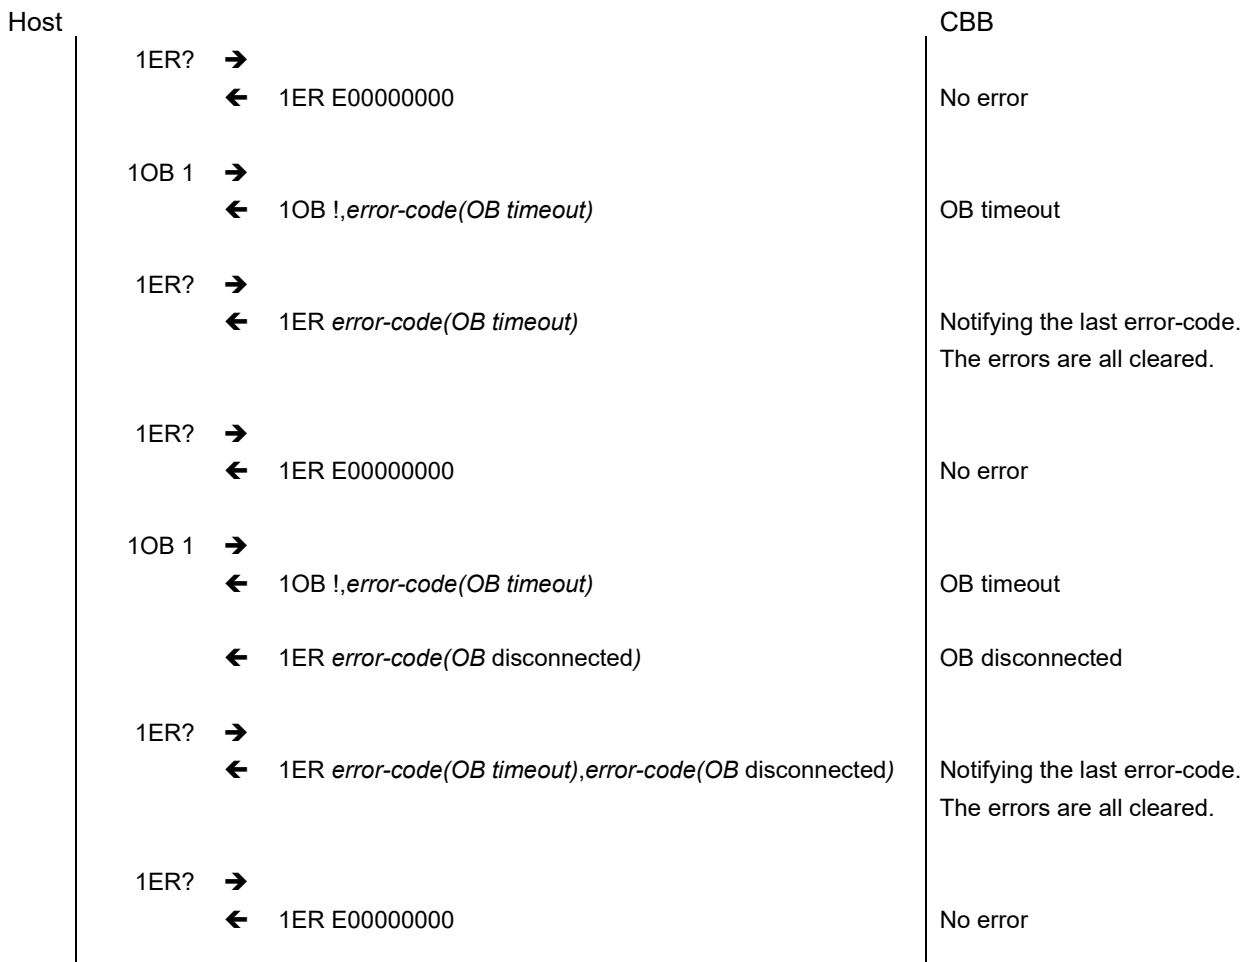 Host CBB
1ER? ➔
🡰 1ER E00000000 No error
1OB 1 ➔
🡰 1OB !,error-code(OB timeout) OB timeout
1ER? ➔
🡰 1ER error-code(OB timeout) Notifying the last error-code.
The errors are all cleared.
1ER? ➔
🡰 1ER E00000000 No error
1OB 1 ➔
🡰 1OB !,error-code(OB timeout) OB timeout
🡰 1ER error-code(OB disconnected) OB disconnected
1ER? ➔
🡰 1ER error-code(OB timeout),error-code(OB disconnected) Notifying the last error-code.
The errors are all cleared.
1ER? ➔
🡰 1ER E00000000 No error